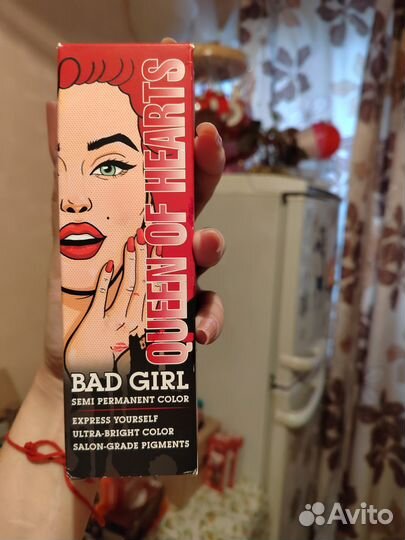 QUEEN OF HEARTS
BAD GIRL
SEMI PERMANENT COLOR
EXPRESS YOURSELF
ULTRA-BRIGHT COLOR
SALON-GRADE PIGMENTS
Avito